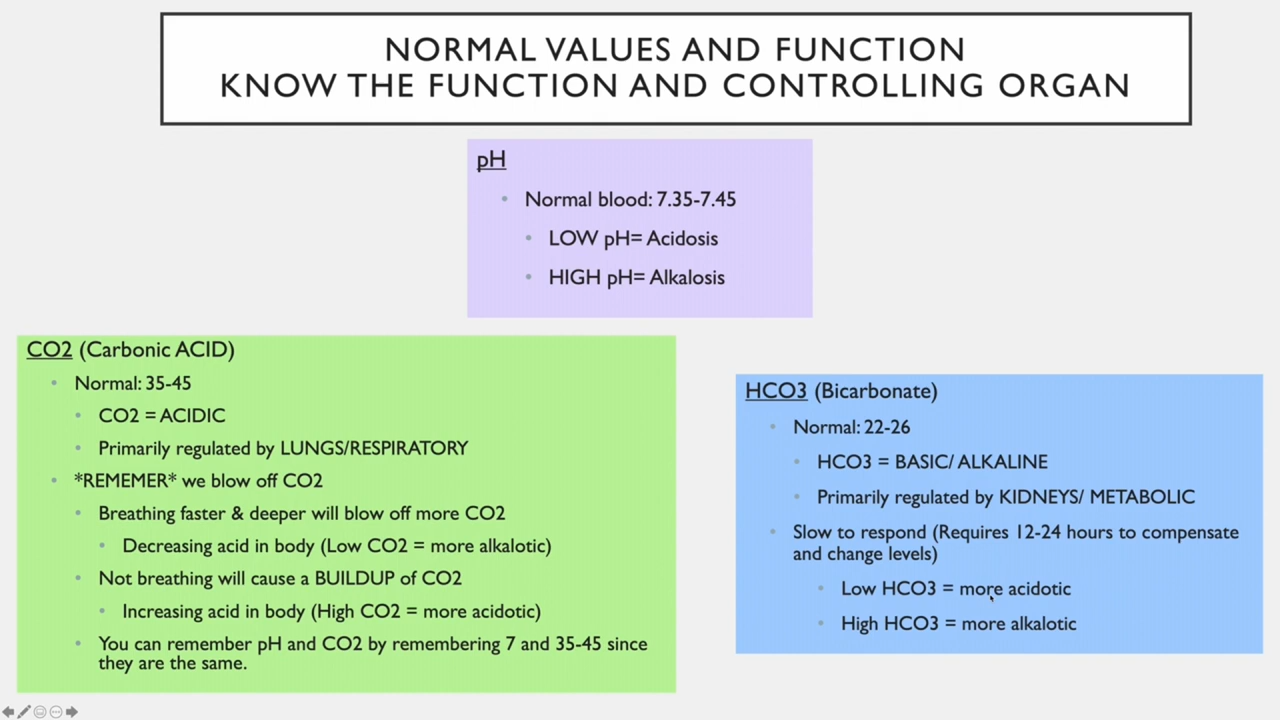 NORMAL VALUES AND FUNCTION
KNOW THE FUNCTION AND CONTROLLING ORGAN
pH
• Normal blood: 7.35-7.45
• LOW pH= Acidosis
• HIGH pH= Alkalosis
CO2 (Carbonic ACID)
• Normal: 35-45
• CO2 = ACIDIC
• Primarily regulated by LUNGS/RESPIRATORY
• *REMEMER* we blow off CO2
• Breathing faster & deeper will blow off more CO2
• Decreasing acid in body (Low CO2 = more alkalotic)
• Not breathing will cause a BUILDUP of CO2
• Increasing acid in body (High CO2 = more acidotic)
• You can remember pH and CO2 by remembering 7 and 35-45 since
they are the same.
HCO3 (Bicarbonate)
• Normal: 22-26
• HCO3 = BASIC/ ALKALINE
• Primarily regulated by KIDNEYS/ METABOLIC
• Slow to respond (Requires 12-24 hours to compensate
and change levels)
• Low HCO3 = more acidotic
• High HCO3 = more alkalotic